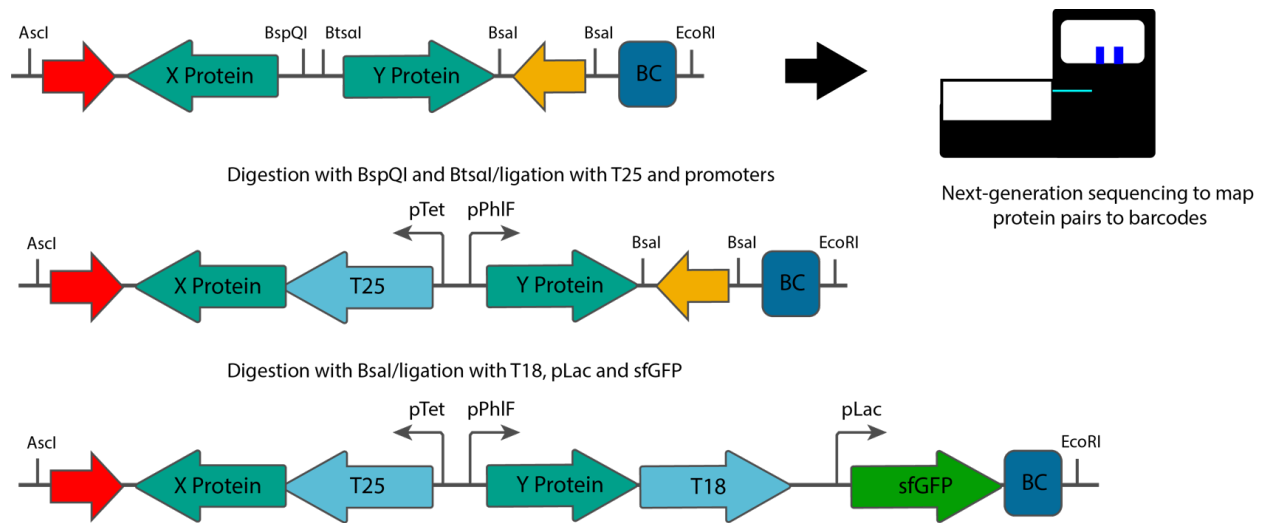 AscI BspQI BtsαI BsaI BsaI EcoRI
X Protein Y Protein BC
Digestion with BspQI and BtsαI/ligation with T25 and promoters
Next-generation sequencing to map
protein pairs to barcodes
pTet pPhlF
AscI BsaI BsaI EcoRI
X Protein T25 Y Protein BC
Digestion with BsaI/ligation with T18, pLac and sfGFP
pTet pPhlF pLac
AscI EcoRI
X Protein T25 Y Protein T18 sfGFP BC